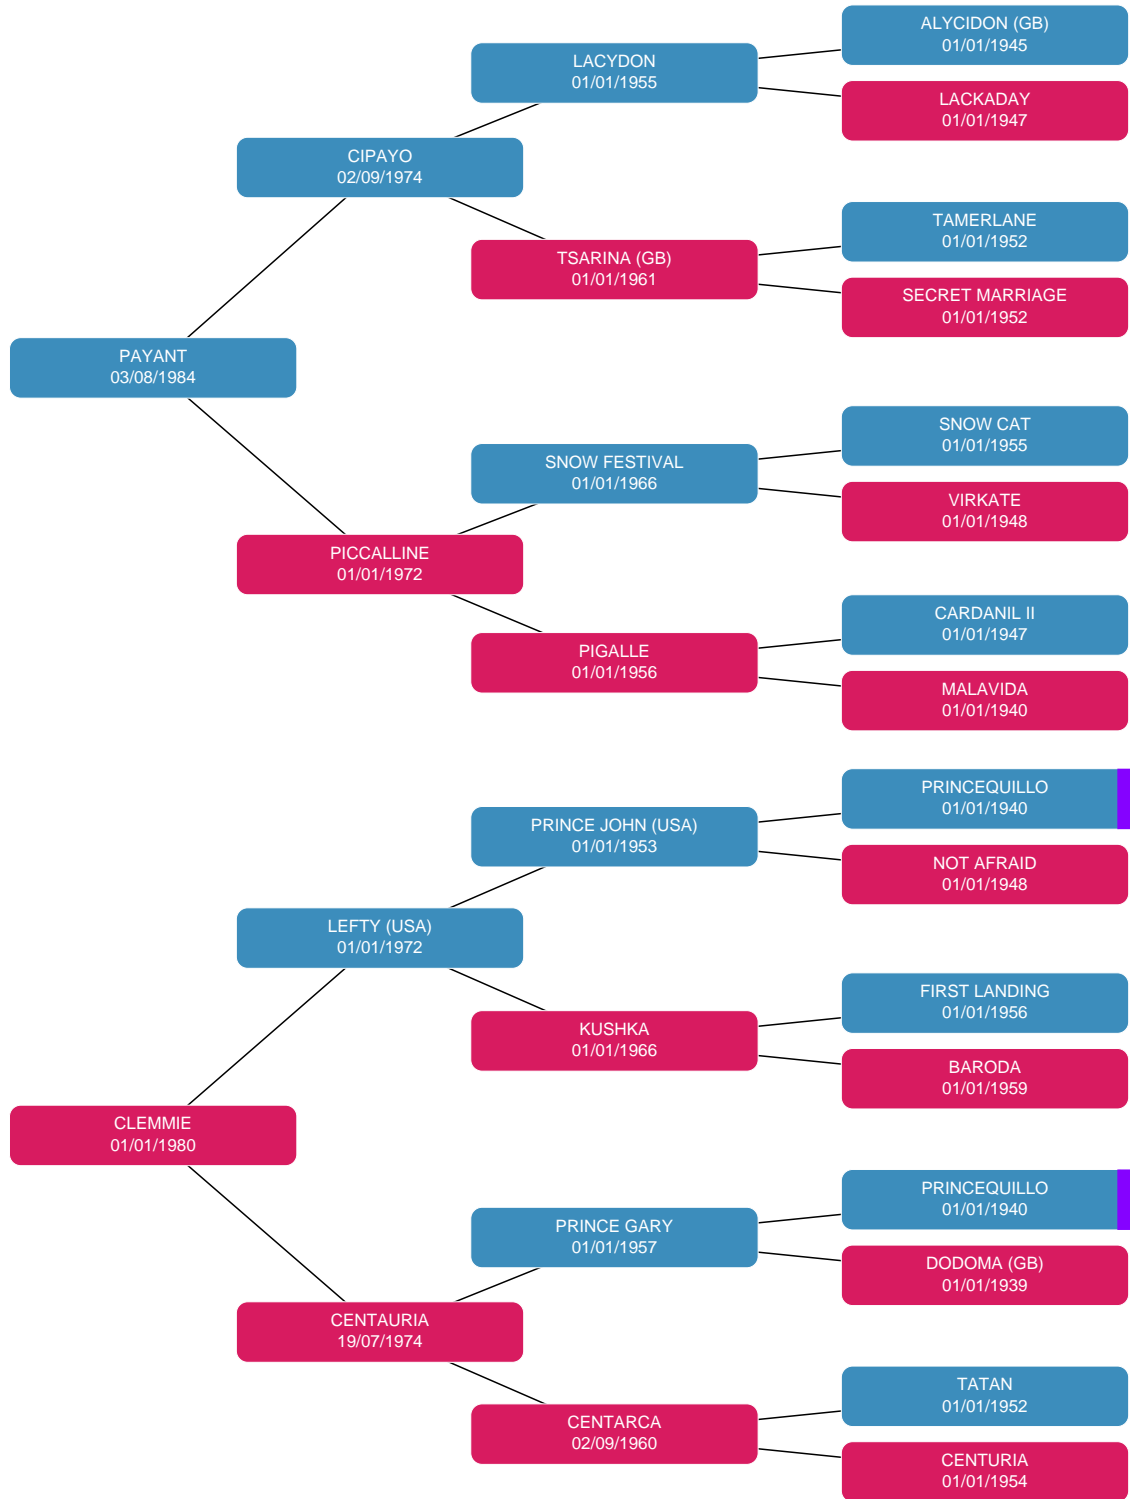 ALYCIDON (GB)
01/01/1945
LACYDON
01/01/1955
LACKADAY
01/01/1947
CIPAYO
02/09/1974
TAMERLANE
01/01/1952
TSARINA (GB)
01/01/1961
SECRET MARRIAGE
01/01/1952
PAYANT
03/08/1984
SNOW CAT
01/01/1955
SNOW FESTIVAL
01/01/1966
VIRKATE
01/01/1948
PICCALLINE
01/01/1972
CARDANIL II
01/01/1947
PIGALLE
01/01/1956
MALAVIDA
01/01/1940
PRINCEQUILLO
01/01/1940
PRINCE JOHN (USA)
01/01/1953
NOT AFRAID
01/01/1948
LEFTY (USA)
01/01/1972
FIRST LANDING
01/01/1956
KUSHKA
01/01/1966
BARODA
01/01/1959
CLEMMIE
01/01/1980
PRINCEQUILLO
01/01/1940
PRINCE GARY
01/01/1957
DODOMA (GB)
01/01/1939
CENTAURIA
19/07/1974
TATAN
01/01/1952
CENTARCA
02/09/1960
CENTURIA
01/01/1954